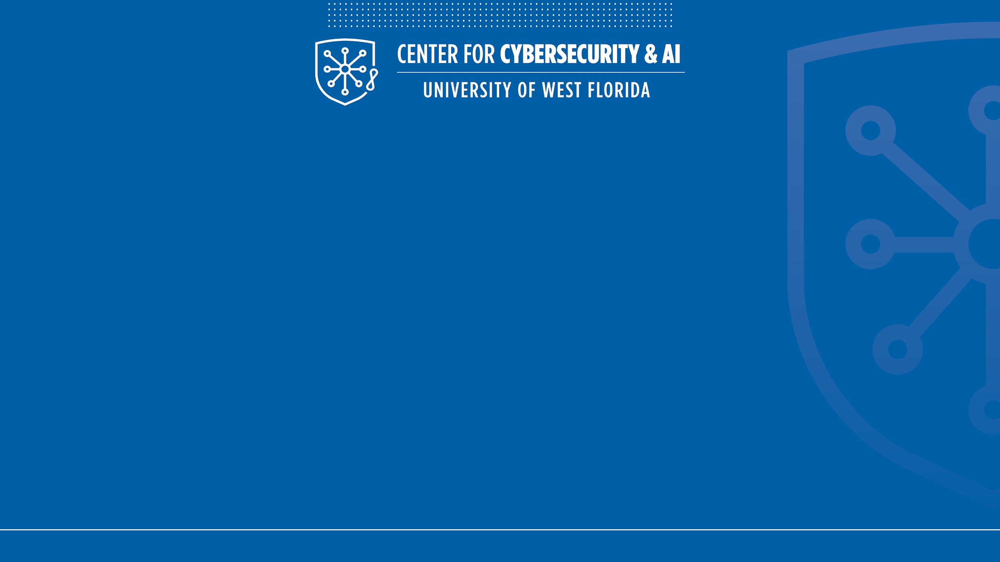 CENTER FOR CYBERSECURITY & AI
UNIVERSITY OF WEST FLORIDA